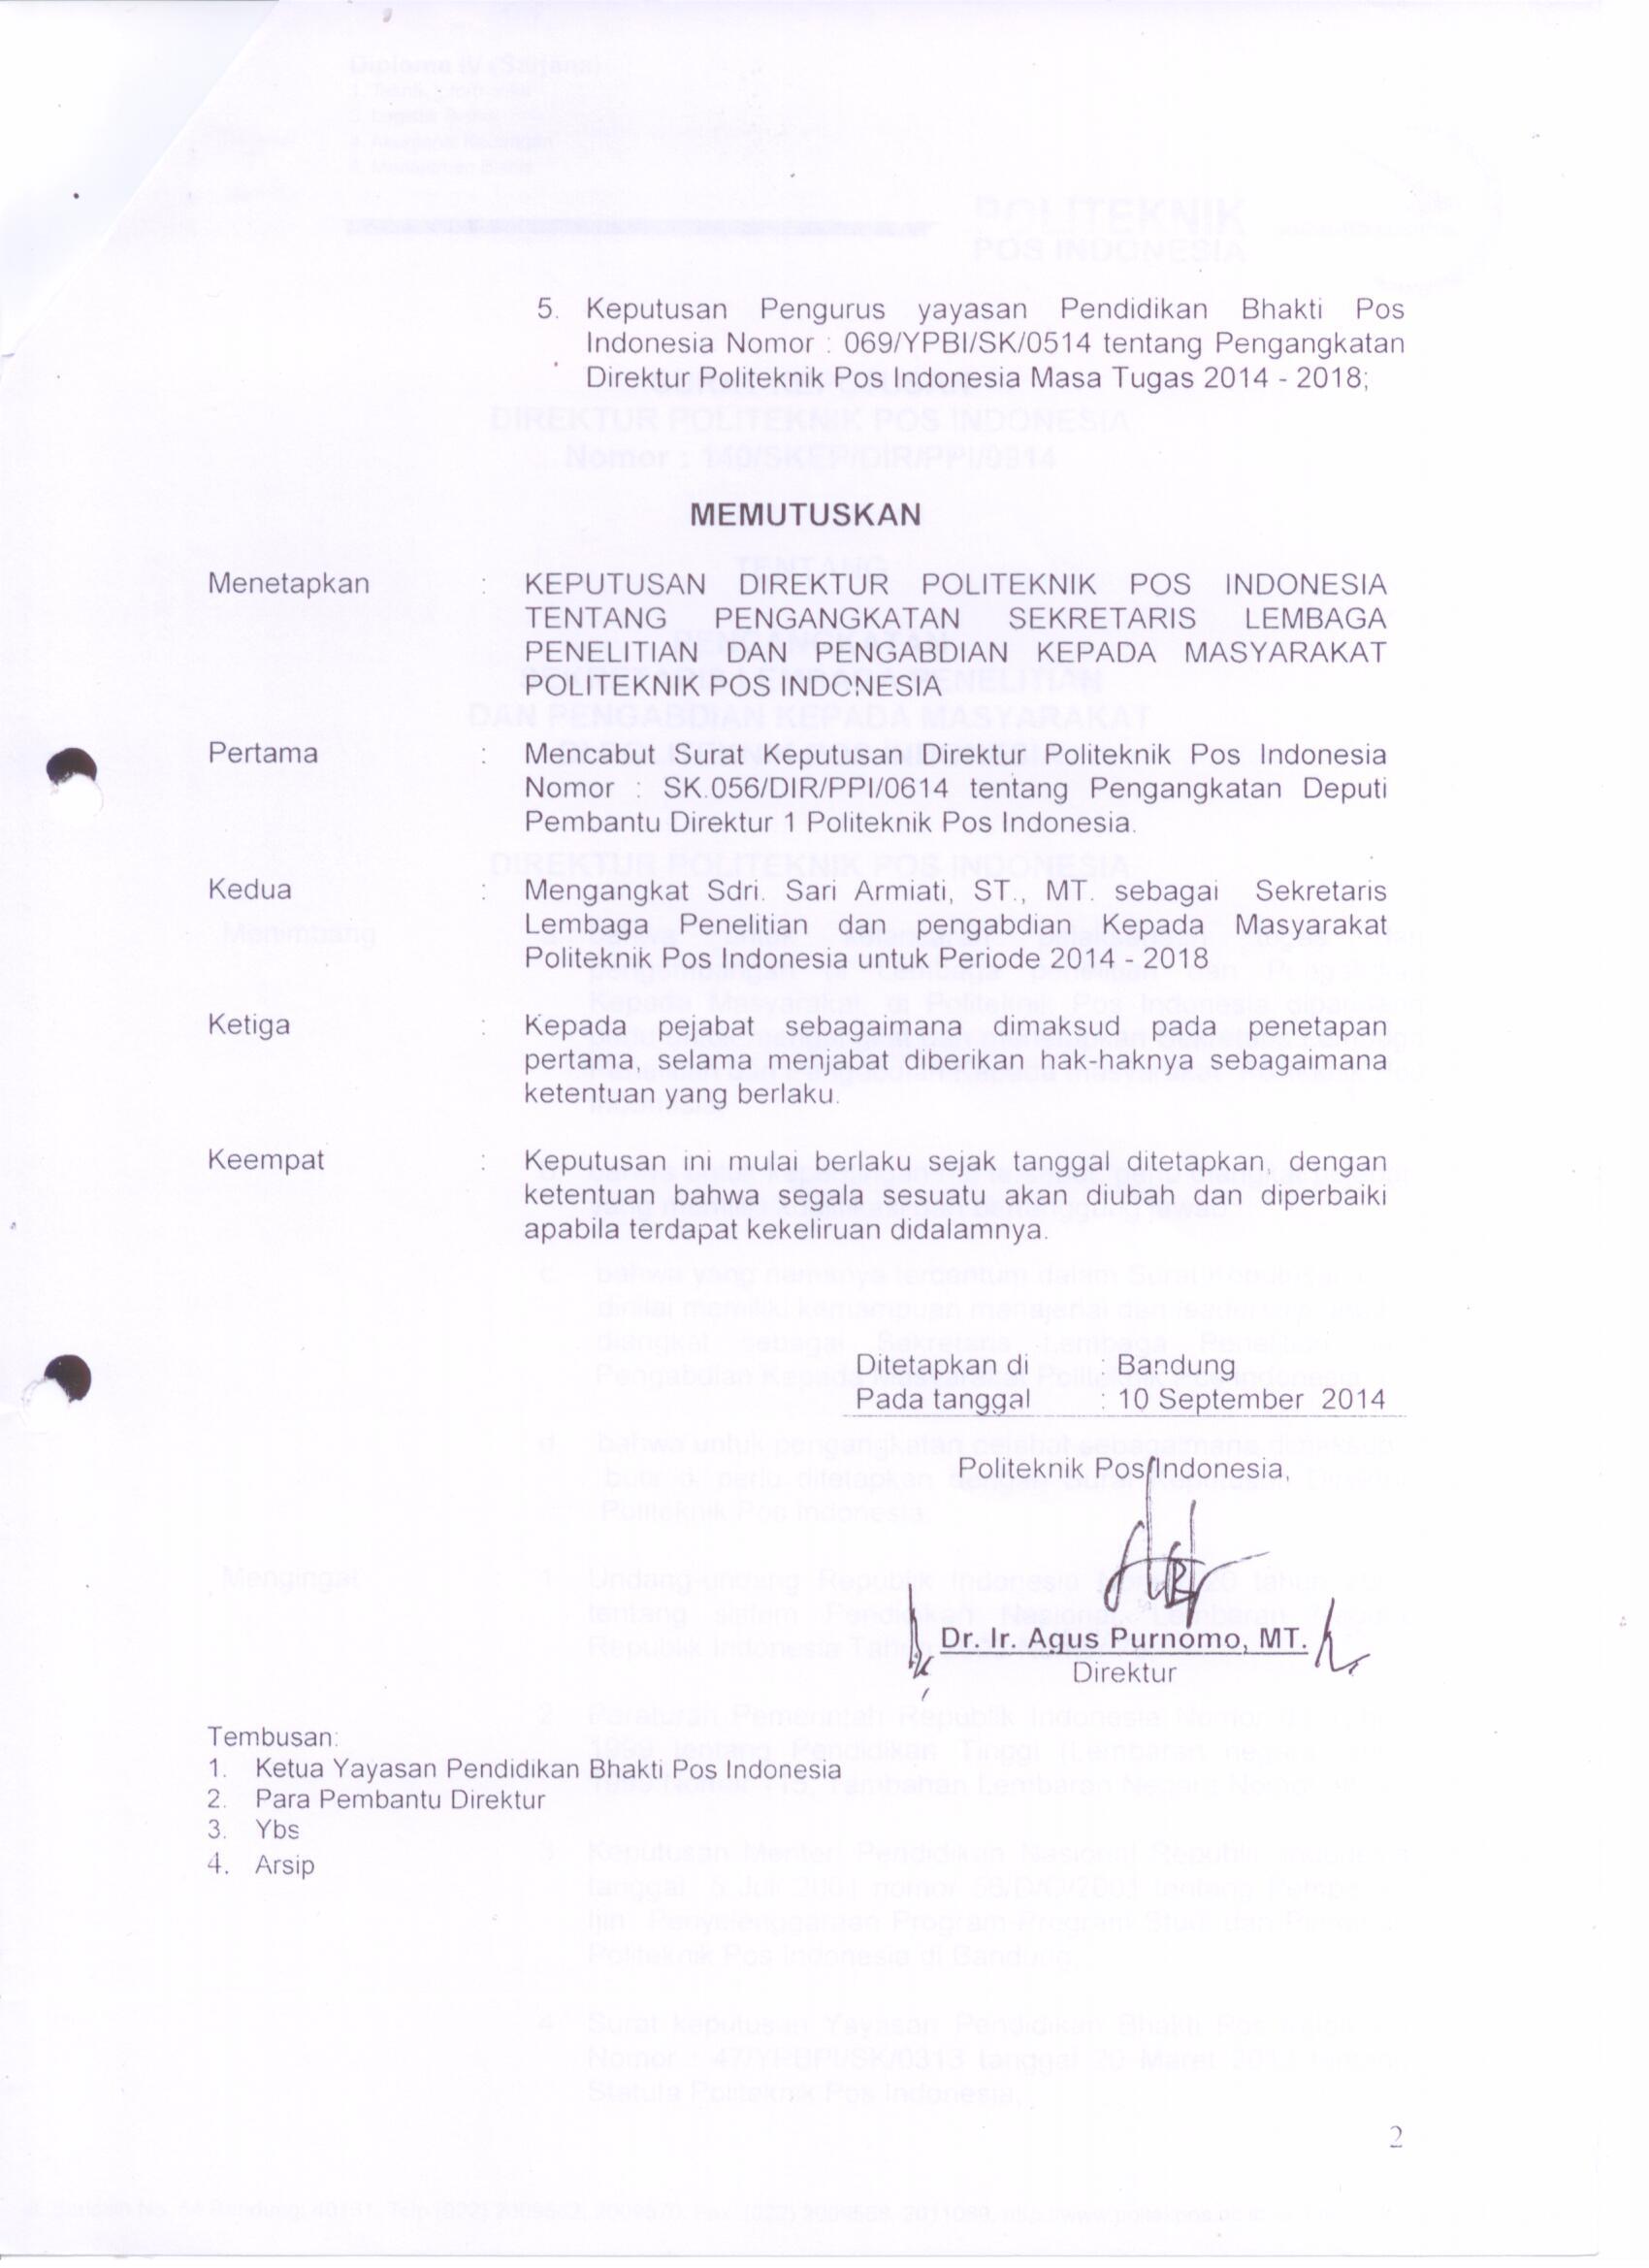 5. Keputusan Pengurus yayasan Pendidikan Bhakti Pos
Indonesia Nomor : 069/YPBI/SK/0514 tentang Pengangkatan
Direktur Politeknik Pos Indonesia Masa Tugas 2014 - 2018;
MEMUTUSKAN
Menetapkan : KEPUTUSAN DIREKTUR POLITEKNIK POS INDONESIA
TENTANG PENGANGKATAN SEKRETARIS LEMBAGA
PENELITIAN DAN PENGABDIAN KEPADA MASYARAKAT
POLITEKNIK POS INDONESIA
Pertama : Mencabut Surat Keputusan Direktur Politeknik Pos Indonesia
Nomor : SK.056/DIR/PPI/0614 tentang Pengangkatan Deputi
Pembantu Direktur 1 Politeknik Pos Indonesia.
Kedua : Mengangkat Sdri. Sari Armiati, ST., MT. sebagai Sekretaris
Lembaga Penelitian dan pengabdian Kepada Masyarakat
Politeknik Pos Indonesia untuk Periode 2014 - 2018
Ketiga : Kepada pejabat sebagaimana dimaksud pada penetapan
pertama, selama menjabat diberikan hak-haknya sebagaimana
ketentuan yang berlaku.
Keempat : Keputusan ini mulai berlaku sejak tanggal ditetapkan, dengan
ketentuan bahwa segala sesuatu akan diubah dan diperbaiki
apabila terdapat kekeliruan didalamnya.
Ditetapkan di : Bandung
Pada tanggal : 10 September 2014
Politeknik Pos Indonesia,
Dr. Ir. Agus Purnomo, MT.
Direktur
Tembusan:
1. Ketua Yayasan Pendidikan Bhakti Pos Indonesia
2. Para Pembantu Direktur
3. Ybs
4. Arsip
2